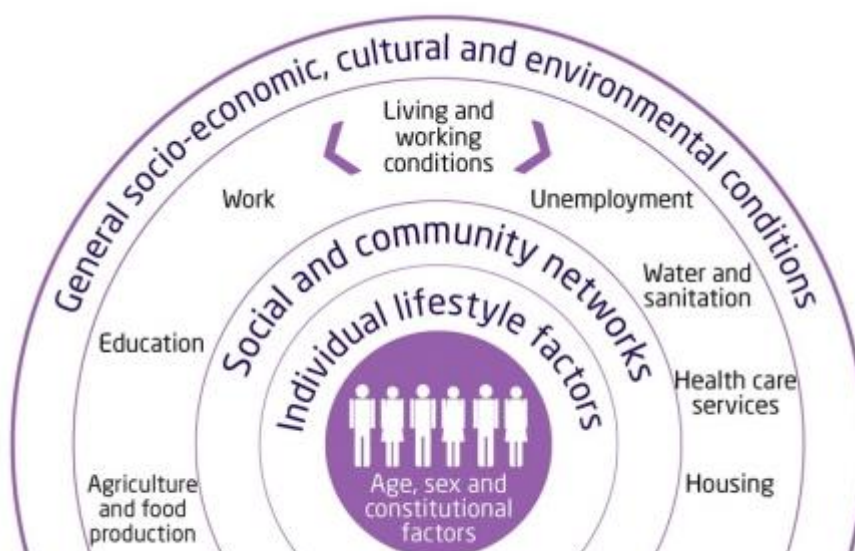 General socio-economic, cultural and environmental conditions
Living and
working
conditions
Work
Unemployment
Social and community networks
Water and
sanitation
Individual lifestyle factors
Education
Health care
services
Agriculture
and food
production
Age, sex and
constitutional
factors
Housing